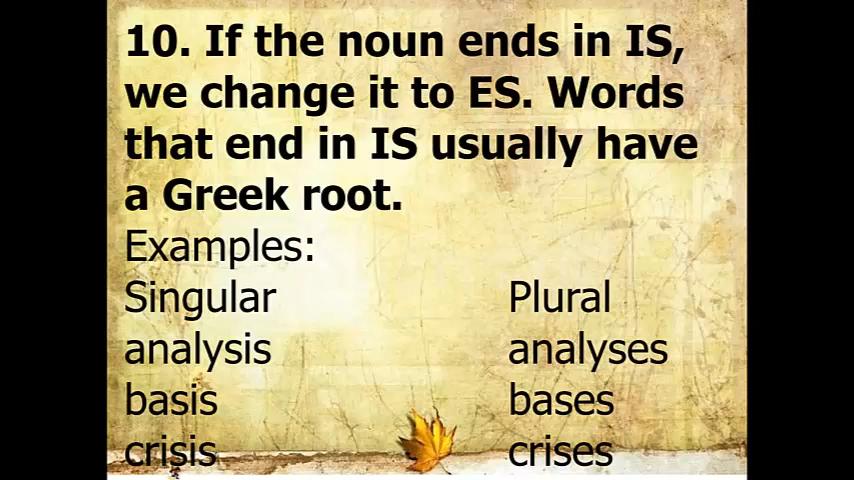 10. If the noun ends in IS,
we change it to ES. Words
that end in IS usually have
a Greek root.
Examples:
Singular Plural
analysis analyses
basis bases
crisis crises